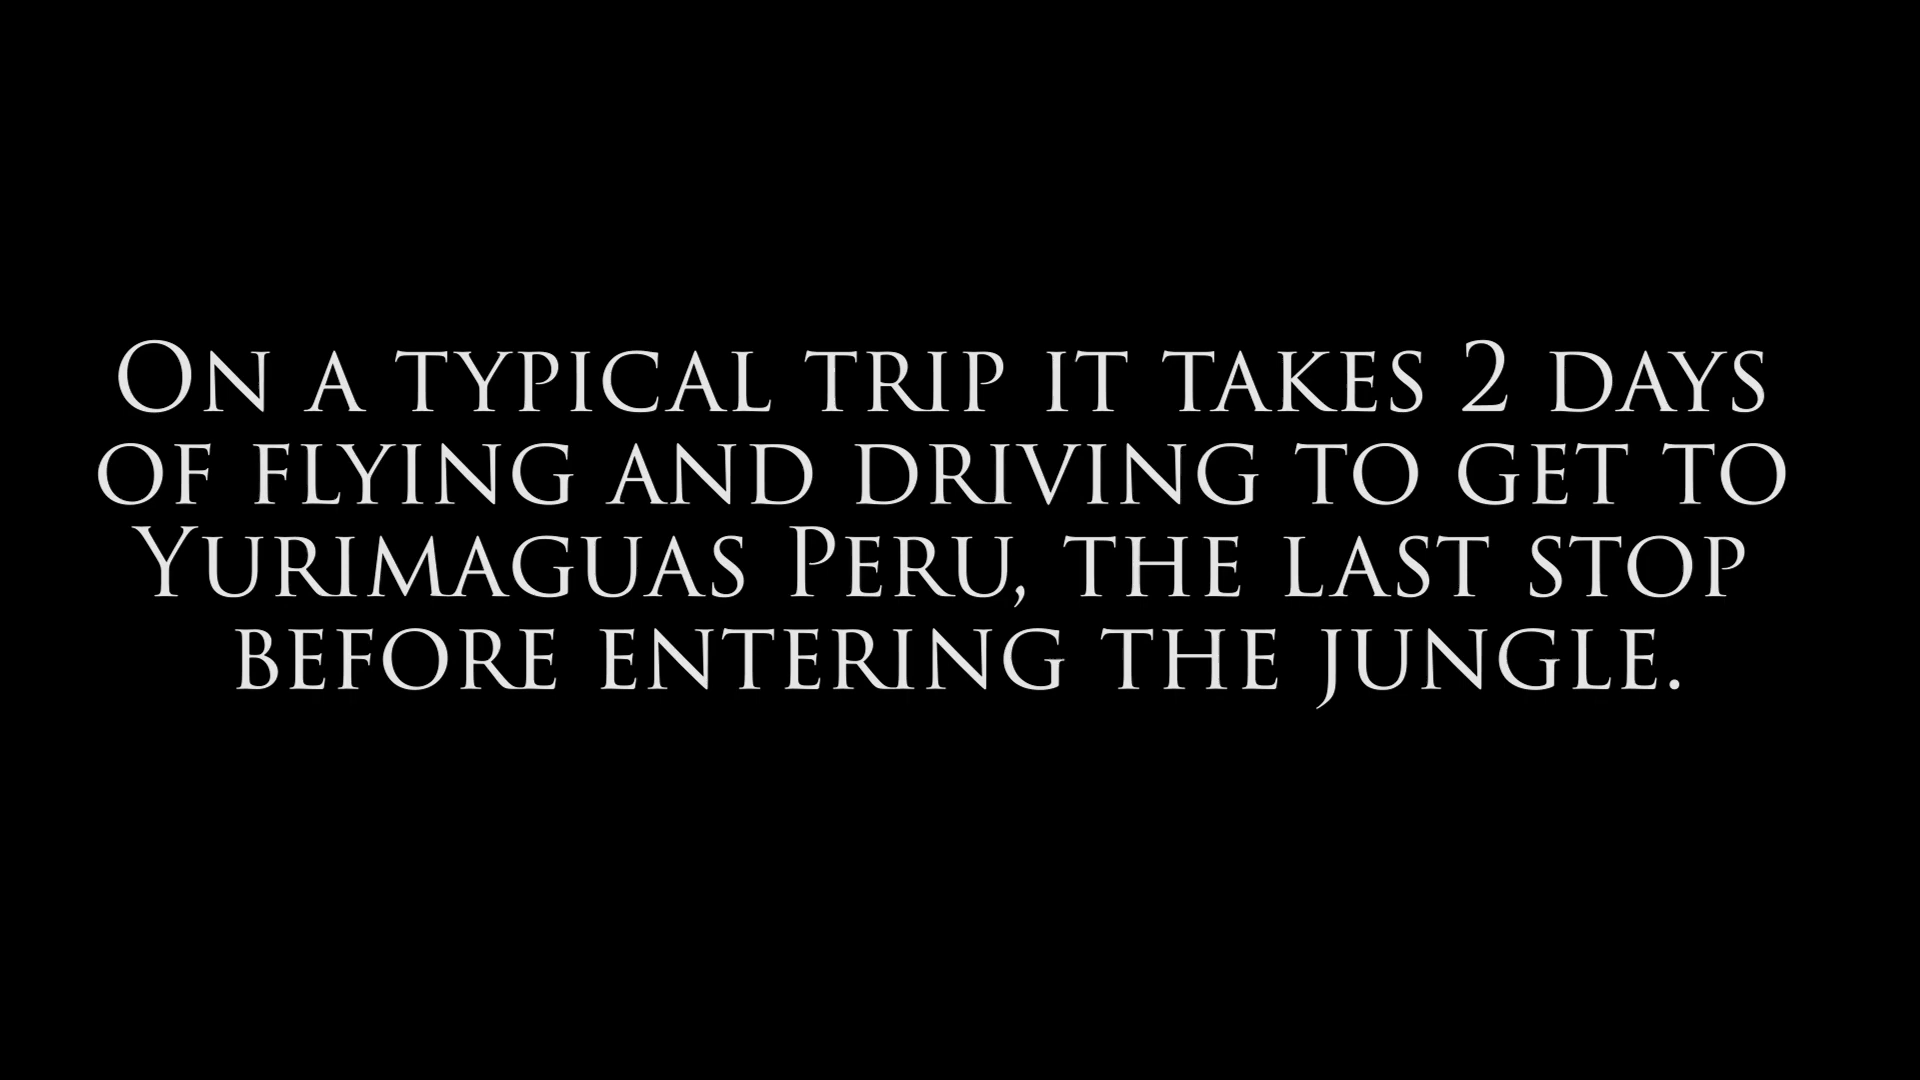 On a typical trip it takes 2 days
of flying and driving to get to
Yurimaguas Peru, the last stop
before entering the jungle.